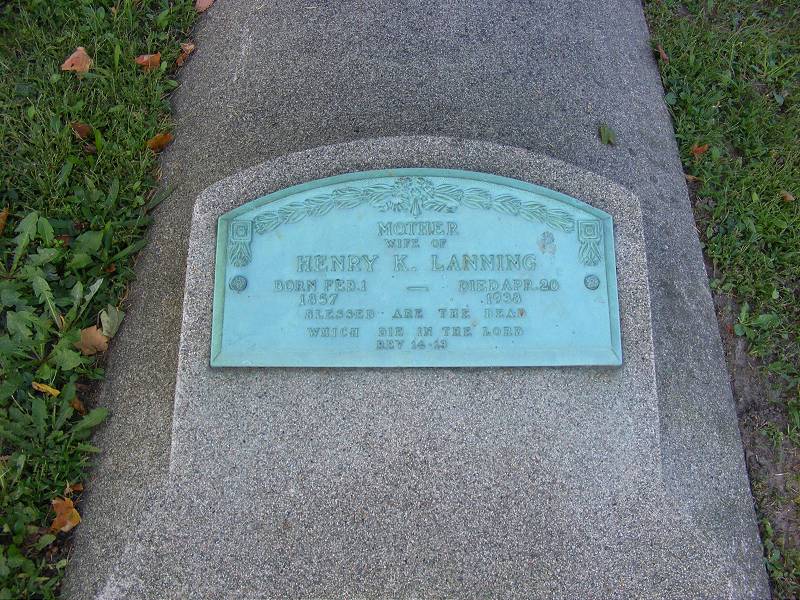 MOTHER
WIFE OF
HENRY K. LANNING
BORN FEB. 1 — DIED APR. 20
1857 1938
BLESSED ARE THE DEAD
WHICH DIE IN THE LORD
REV 14-13